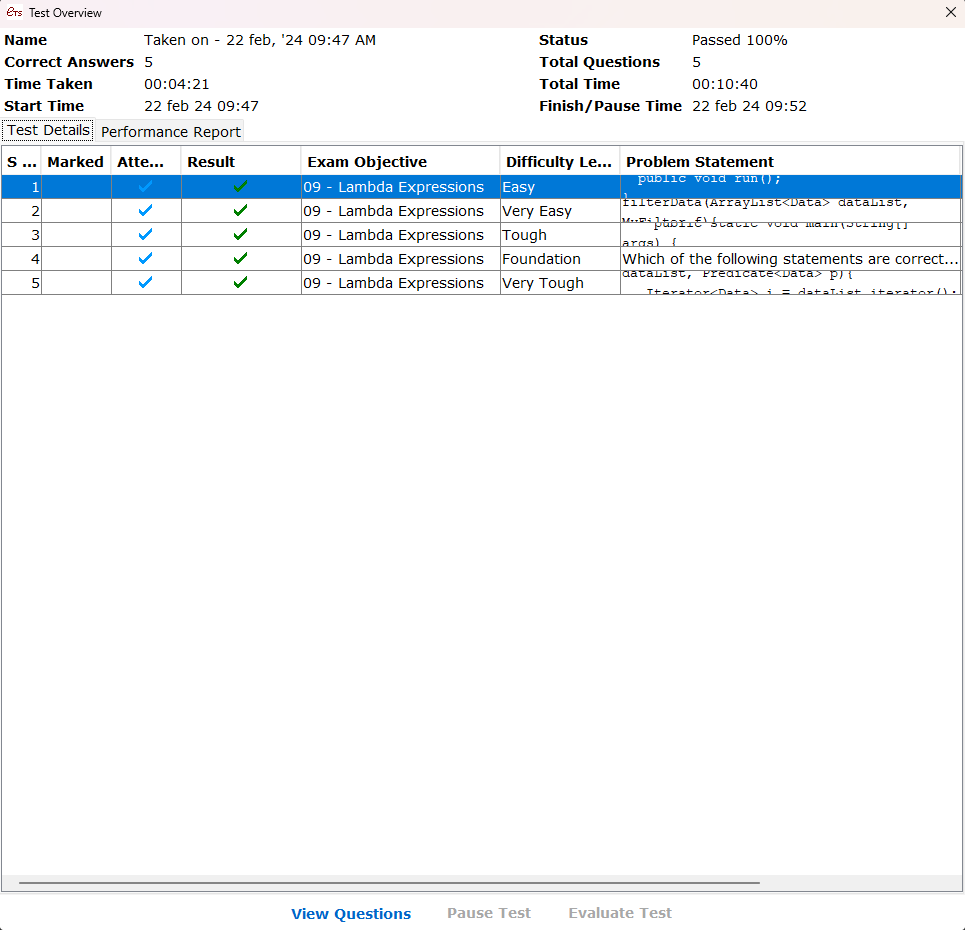 eTS Test Overview
Name Taken on - 22 feb, '24 09:47 AM Status Passed 100%
Correct Answers 5 Total Questions 5
Time Taken 00:04:21 Total Time 00:10:40
Start Time 22 feb 24 09:47 Finish/Pause Time 22 feb 24 09:52
Test Details Performance Report
S ... Marked Atte... Result Exam Objective Difficulty Le... Problem Statement
1 09 - Lambda Expressions Easy public void run();
}
2 09 - Lambda Expressions Very Easy filterData(ArrayList<Data> dataList,
MyFilter f){
3 09 - Lambda Expressions Tough public static void main(String[]
args) {
4 09 - Lambda Expressions Foundation Which of the following statements are correct...
5 09 - Lambda Expressions Very Tough dataList, Predicate<Data> p){
Iterator<Data> i = dataList.iterator();
View Questions Pause Test Evaluate Test